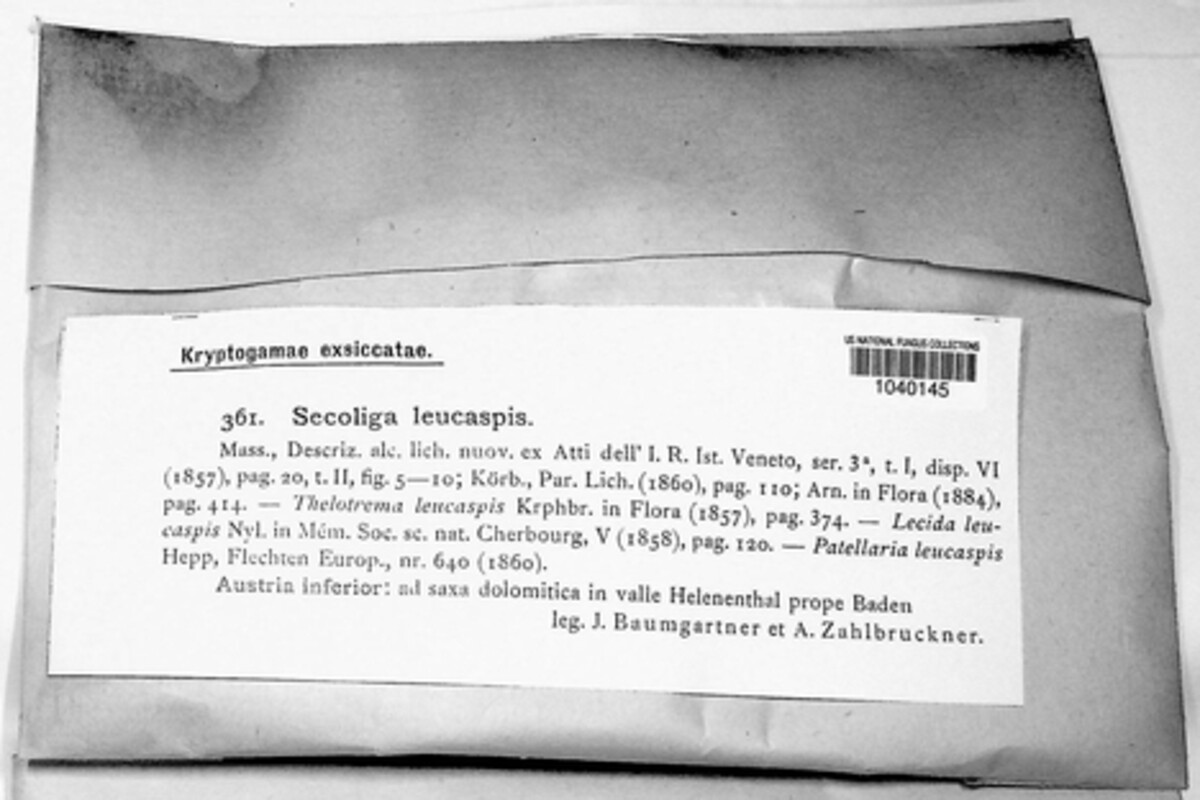 Kryptogamae exsiccatae.
US NATIONAL FUNGUS COLLECTIONS
1040145
361. Secoliga leucaspis.
Mass., Descriz. alc. lich. nuov. ex Atti dell' I. R. Ist. Veneto, ser. 3ª, t. I, disp. VI
(1857), pag. 20, t. II, fig. 5—10; Körb., Par. Lich. (1860), pag. 110; Arn. in Flora (1884),
pag. 414. — Thelotrema leucaspis Krphbr. in Flora (1857), pag. 374. — Lecida leu-
caspis Nyl. in Mém. Soc. sc. nat. Cherbourg, V (1858), pag. 120. — Patellaria leucaspis
Hepp, Flechten Europ., nr. 640 (1860).
Austria inferior: ad saxa dolomitica in valle Helenenthal prope Baden
leg. J. Baumgartner et A. Zahlbruckner.